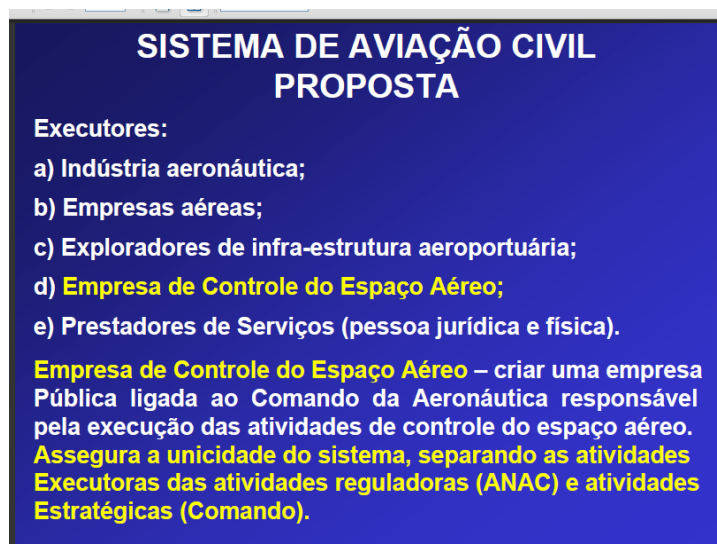 SISTEMA DE AVIAÇÃO CIVIL
PROPOSTA
Executores:
a) Indústria aeronáutica;
b) Empresas aéreas;
c) Exploradores de infra-estrutura aeroportuária;
d) Empresa de Controle do Espaço Aéreo;
e) Prestadores de Serviços (pessoa jurídica e física).
Empresa de Controle do Espaço Aéreo – criar uma empresa
Pública ligada ao Comando da Aeronáutica responsável
pela execução das atividades de controle do espaço aéreo.
Assegura a unicidade do sistema, separando as atividades
Executoras das atividades reguladoras (ANAC) e atividades
Estratégicas (Comando).